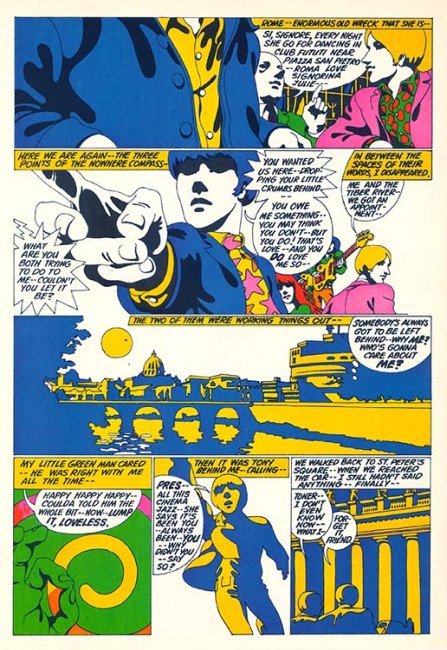 ROME--ENORMOUS OLD WRECK THAT SHE IS--
SI, SIGNORE, EVERY NIGHT
SHE GO FOR DANCING IN
CLUB FUTUTI NEAR
PIAZZA SAN PIETRO
--ROMA LOVE
SIGNORINA
JULIE--
HERE WE ARE AGAIN--THE THREE
POINTS OF THE NOWHERE COMPASS--
YOU WANTED
US HERE--DROP-
PING YOUR LITTLE
CRUMBS BEHIND
--
YOU OWE
ME SOMETHING--
YOU MAY THINK
YOU DON'T--BUT
YOU DO! THAT'S
LOVE--AND YOU
DO LOVE
ME SO--
IN BETWEEN THE
SPACES OF THEIR
WORDS, I DISAPPEARED.
ME AND THE
TIBER RIVER--
WE GOT AN
APPOINT-
MENT--
WHAT ARE
YOU BOTH
TRYING
TO DO TO
ME--COULDN'T
YOU LET IT
BE?
THE TWO OF THEM WERE WORKING THINGS OUT--
SOMEBODY'S ALWAYS
GOT TO BE LEFT
BEHIND--WHY ME?
WHO'S GONNA
CARE ABOUT
ME?
MY LITTLE GREEN MAN CARED
-- HE WAS RIGHT WITH ME
ALL THE TIME--
HAPPY HAPPY HAPPY--
COULDA TOLD HIM THE
WHOLE BIT--NOW--LUMP
IT, LOVELESS.
THEN IT WAS TONY
BEHIND ME--CALLING--
PRES--
ALL THIS
CINEMA
JAZZ--SHE
SAYS IT'S
BEEN YOU
--ALWAYS
BEEN--YOU
--WHY
DIDN'T YOU
--SAY
SO?
WE WALKED BACK TO ST. PETER'S
SQUARE--WHEN WE REACHED
THE CAR--I STILL HADN'T SAID
ANYTHING--FINALLY--
TONER--
I DON'T
EVEN
KNOW
NOW--
WHAT I--
FOR-
GET
IT,
FRIEND.